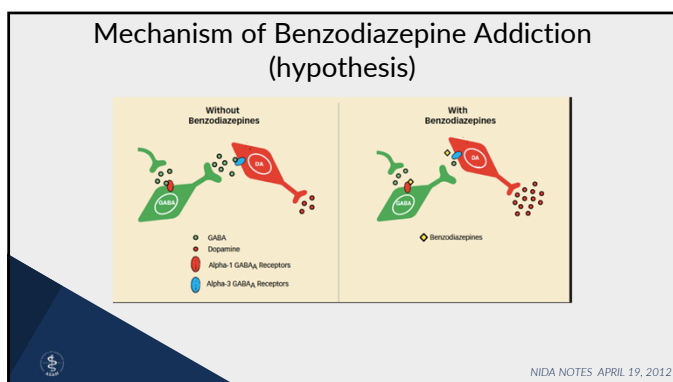 Mechanism of Benzodiazepine Addiction
(hypothesis)
Without
Benzodiazepines
DA
GABA
GABA
Dopamine
Alpha-1 GABAA Receptors
Alpha-3 GABAA Receptors
With
Benzodiazepines
DA
GABA
Benzodiazepines
ASAM
NIDA NOTES APRIL 19, 2012